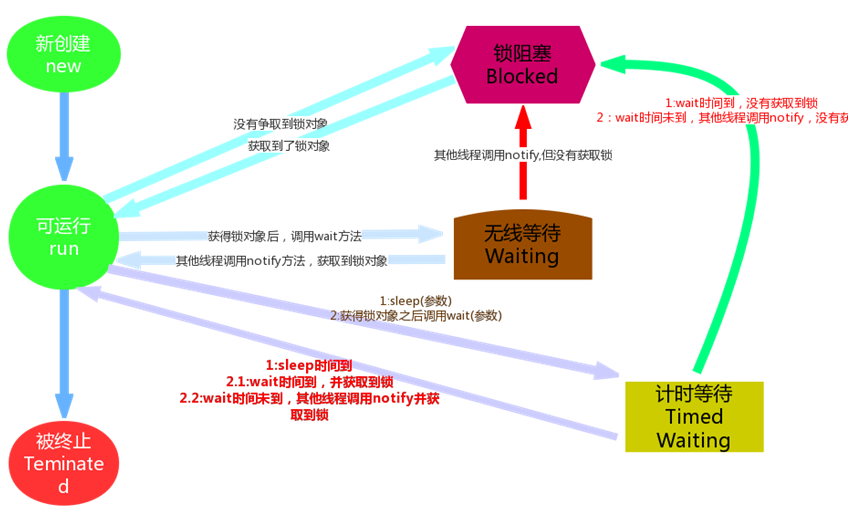 新创建
new
锁阻塞
Blocked
1:wait时间到，没有获取到锁
2：wait时间未到，其他线程调用notify，没有获
没有争取到锁对象
获取到了锁对象
其他线程调用notify,但没有获取锁
可运行
run
获得锁对象后，调用wait方法
其他线程调用notify方法，获取到锁对象
无线等待
Waiting
1:sleep(参数)
2:获得锁对象之后调用wait(参数)
1:sleep时间到
2.1:wait时间到，并获取到锁
2.2:wait时间未到，其他线程调用notify并获
取到锁
计时等待
Timed
Waiting
被终止
Teminate
d